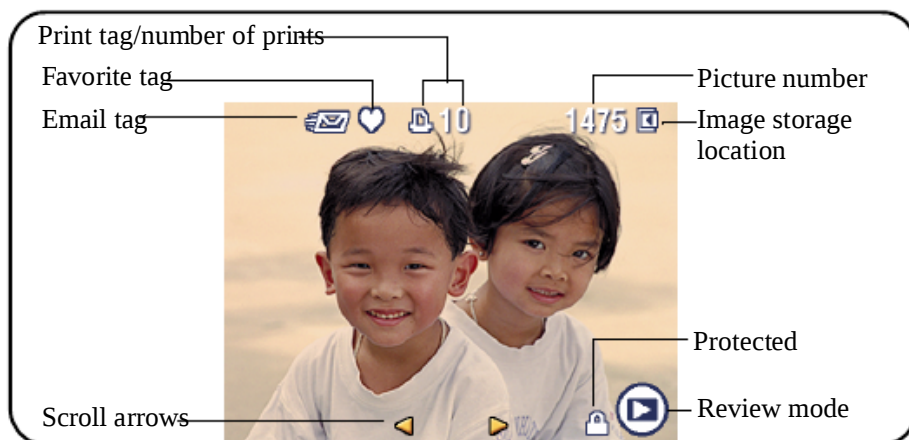 Print tag/number of prints
Favorite tag
Picture number
Email tag
10
1475
Image storage
location
Protected
Scroll arrows
Review mode